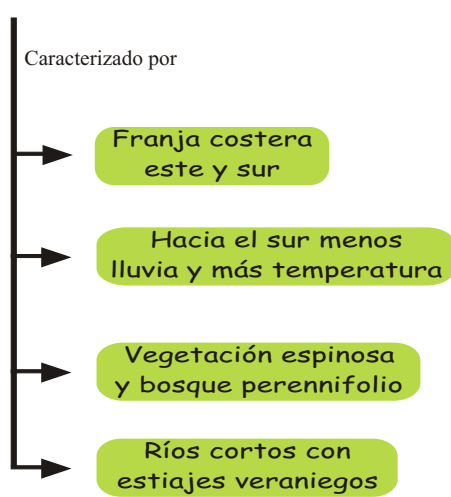 Caracterizado por
Franja costera
este y sur
Hacia el sur menos
lluvia y más temperatura
Vegetación espinosa
y bosque perennifolio
Ríos cortos con
estiajes veraniegos